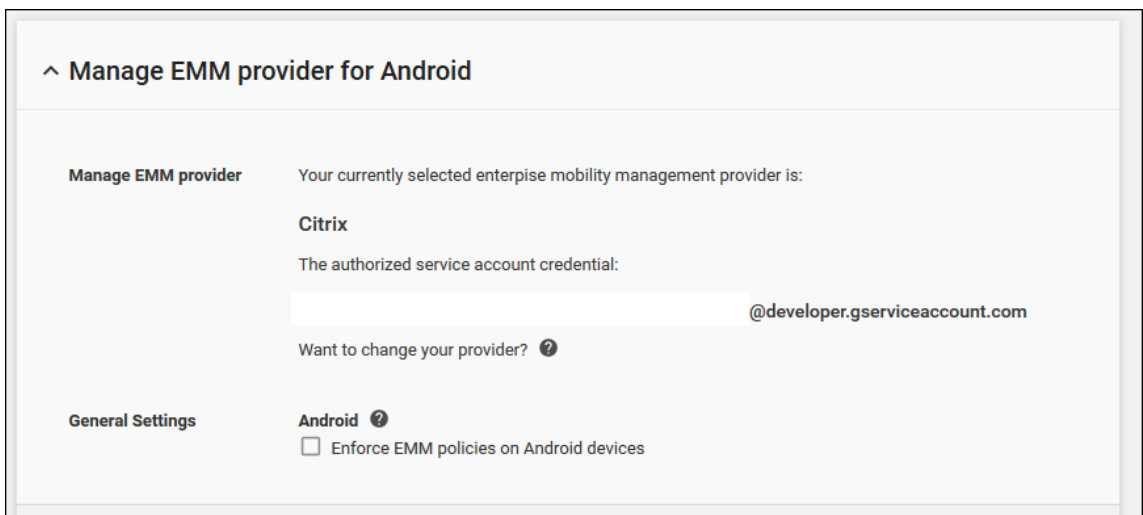 Manage EMM provider for Android
Manage EMM provider
Your currently selected enterpise mobility management provider is:
Citrix
The authorized service account credential:
@developer.gserviceaccount.com
Want to change your provider?
General Settings
Android
Enforce EMM policies on Android devices